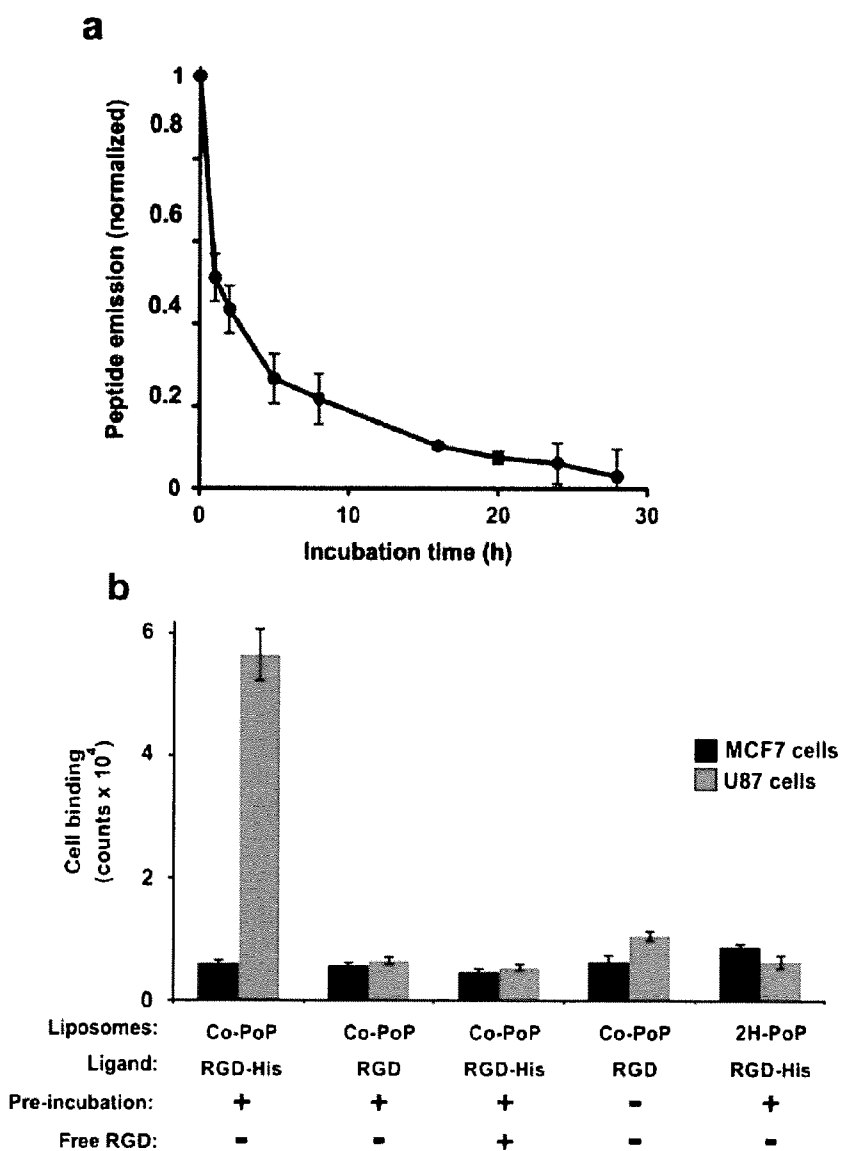 a
Peptide emission (normalized)
1
0.8
0.6
0.4
0.2
0
0 10 20 30
Incubation time (h)
b
Cell binding
(counts x 10⁴)
6
4
2
0
MCF7 cells
U87 cells
Liposomes: Co-PoP Co-PoP Co-PoP Co-PoP 2H-PoP
Ligand: RGD-His RGD RGD-His RGD RGD-His
Pre-incubation: + + + - +
Free RGD: - - + - -